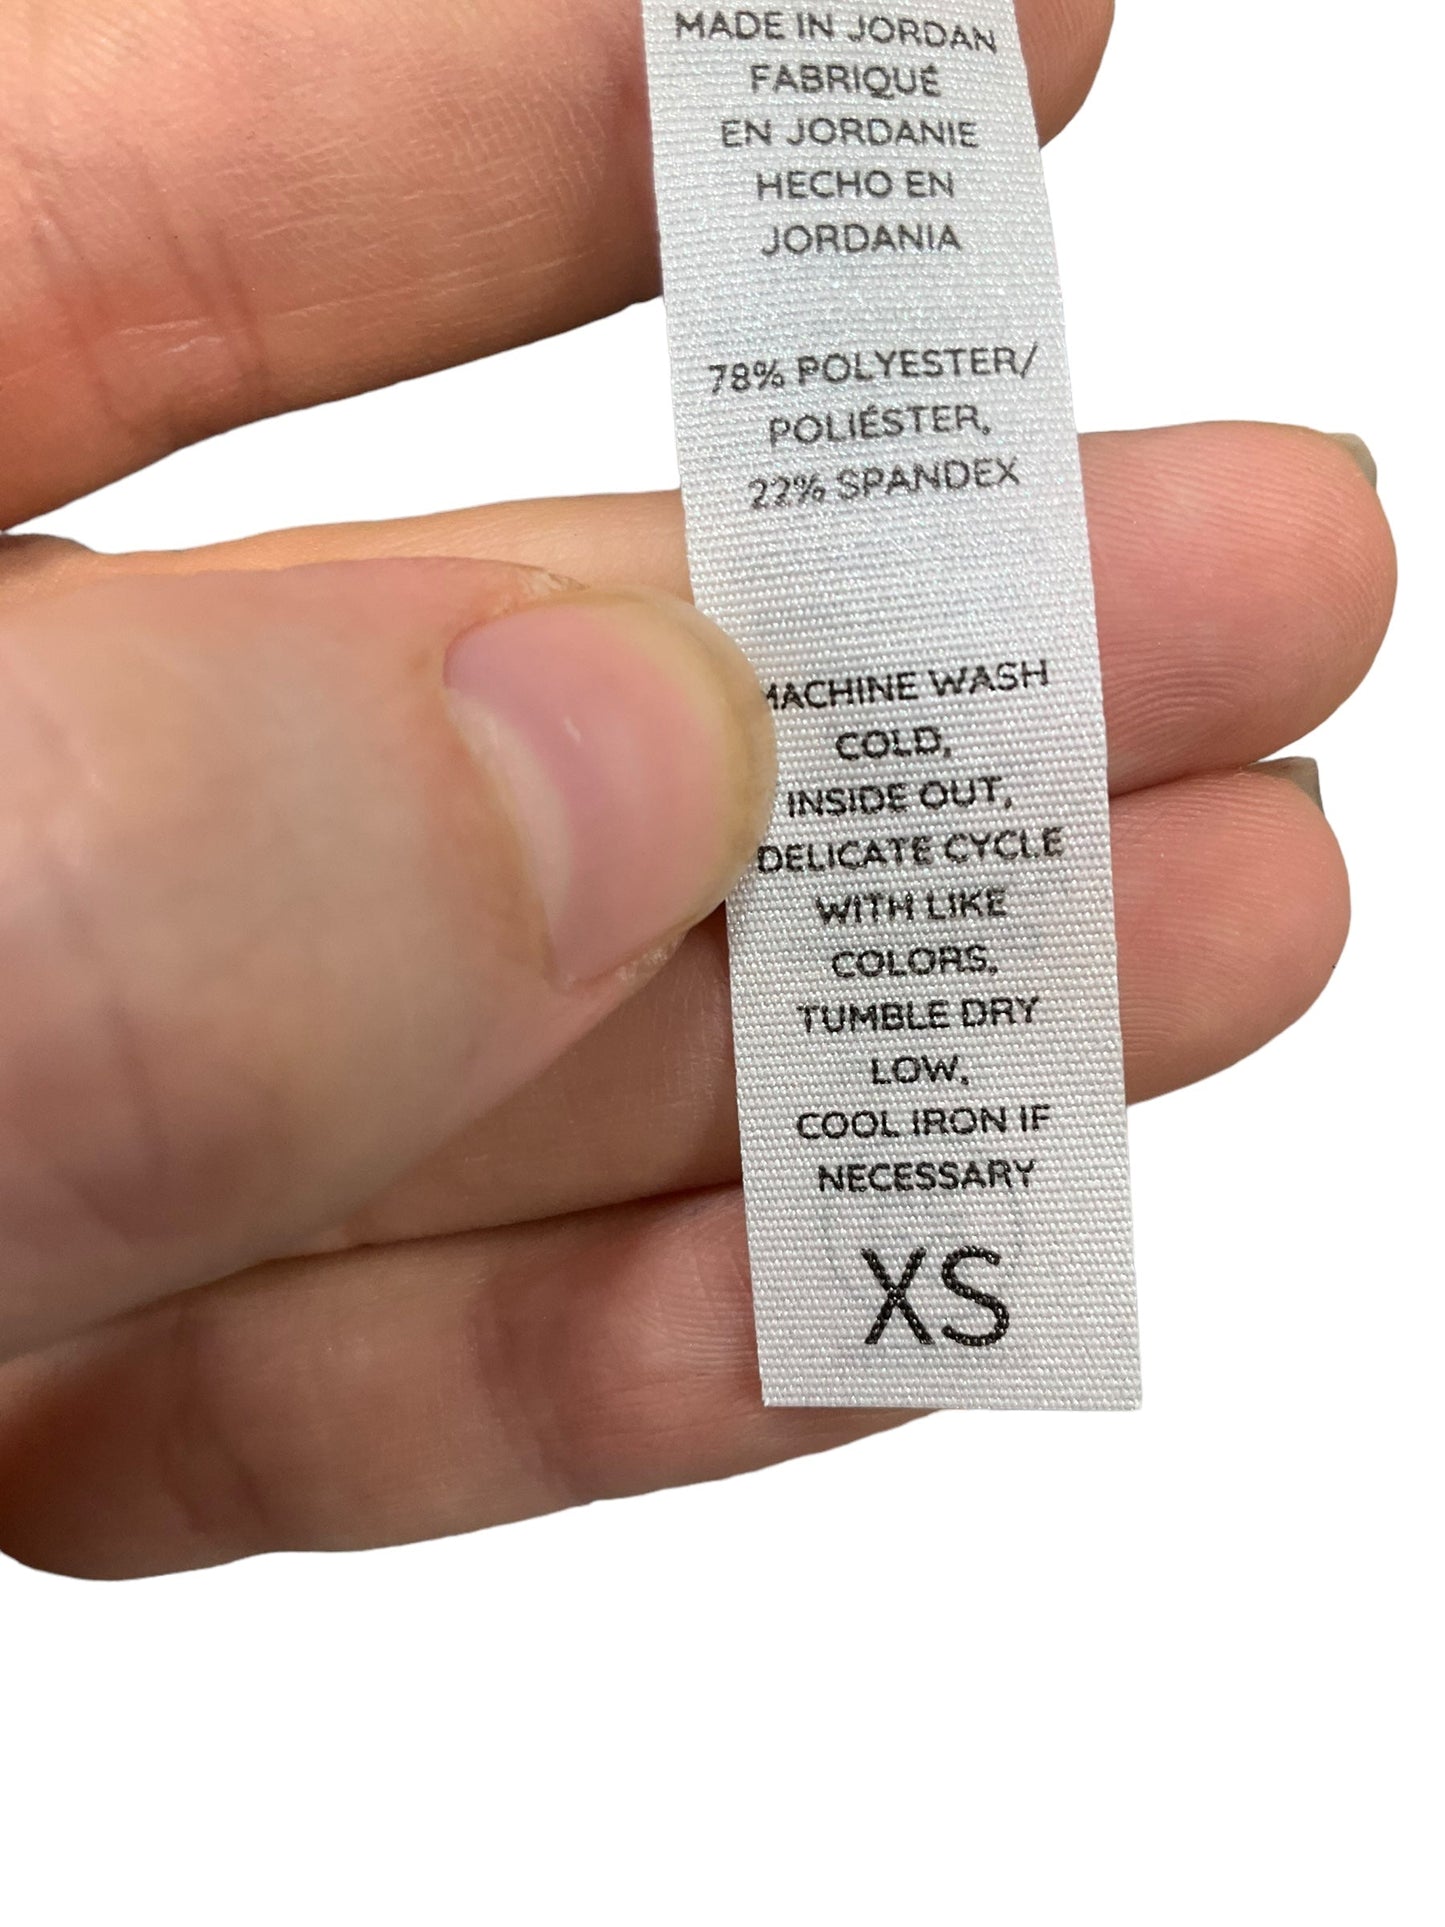 MADE IN JORDAN
FABRIQUÉ
EN JORDANIE
HECHO EN
JORDANIA
78% POLYESTER/
POLIÉSTER,
22% SPANDEX
MACHINE WASH
COLD,
INSIDE OUT,
DELICATE CYCLE
WITH LIKE
COLORS,
TUMBLE DRY
LOW,
COOL IRON IF
NECESSARY
XS